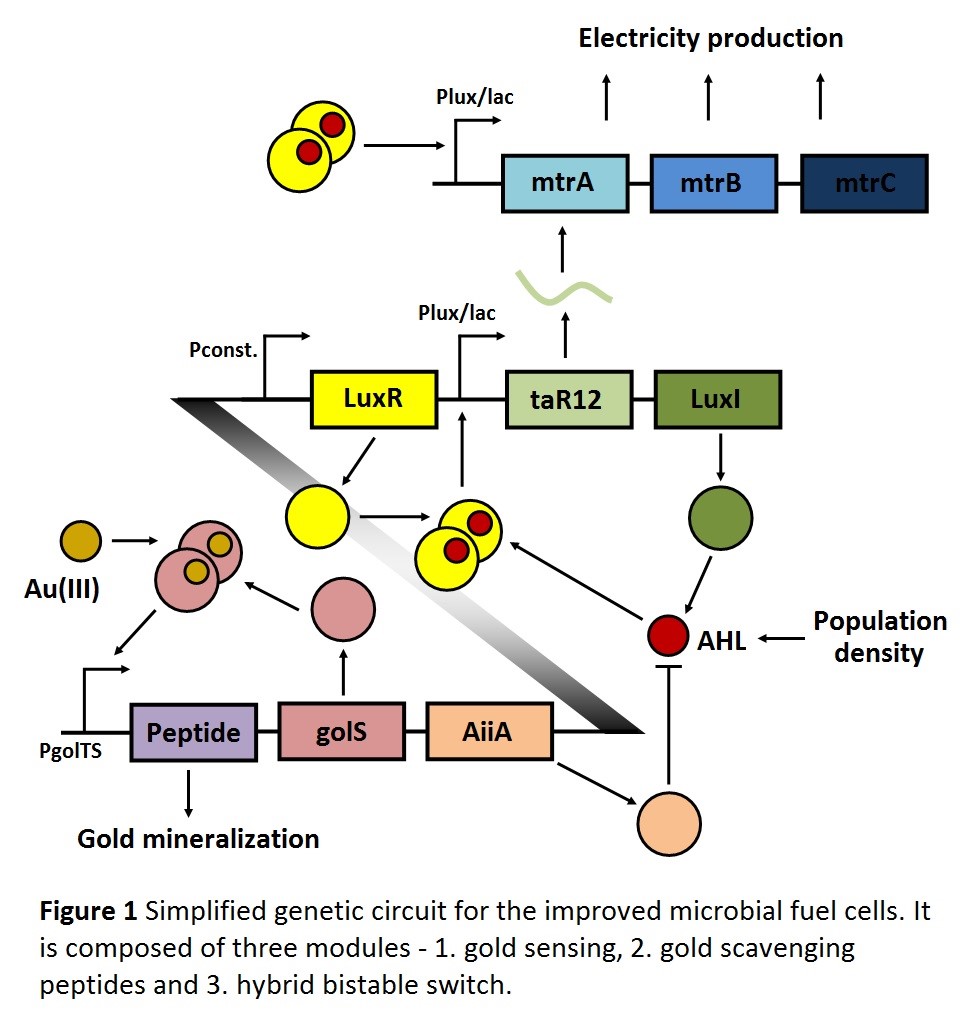 Electricity production
Plux/lac
mtrA
mtrB
mtrC
Plux/lac
Pconst.
LuxR
taR12
LuxI
Au(III)
AHL
Population
density
PgolTS
Peptide
golS
AiiA
Gold mineralization
Figure 1 Simplified genetic circuit for the improved microbial fuel cells. It
is composed of three modules - 1. gold sensing, 2. gold scavenging
peptides and 3. hybrid bistable switch.